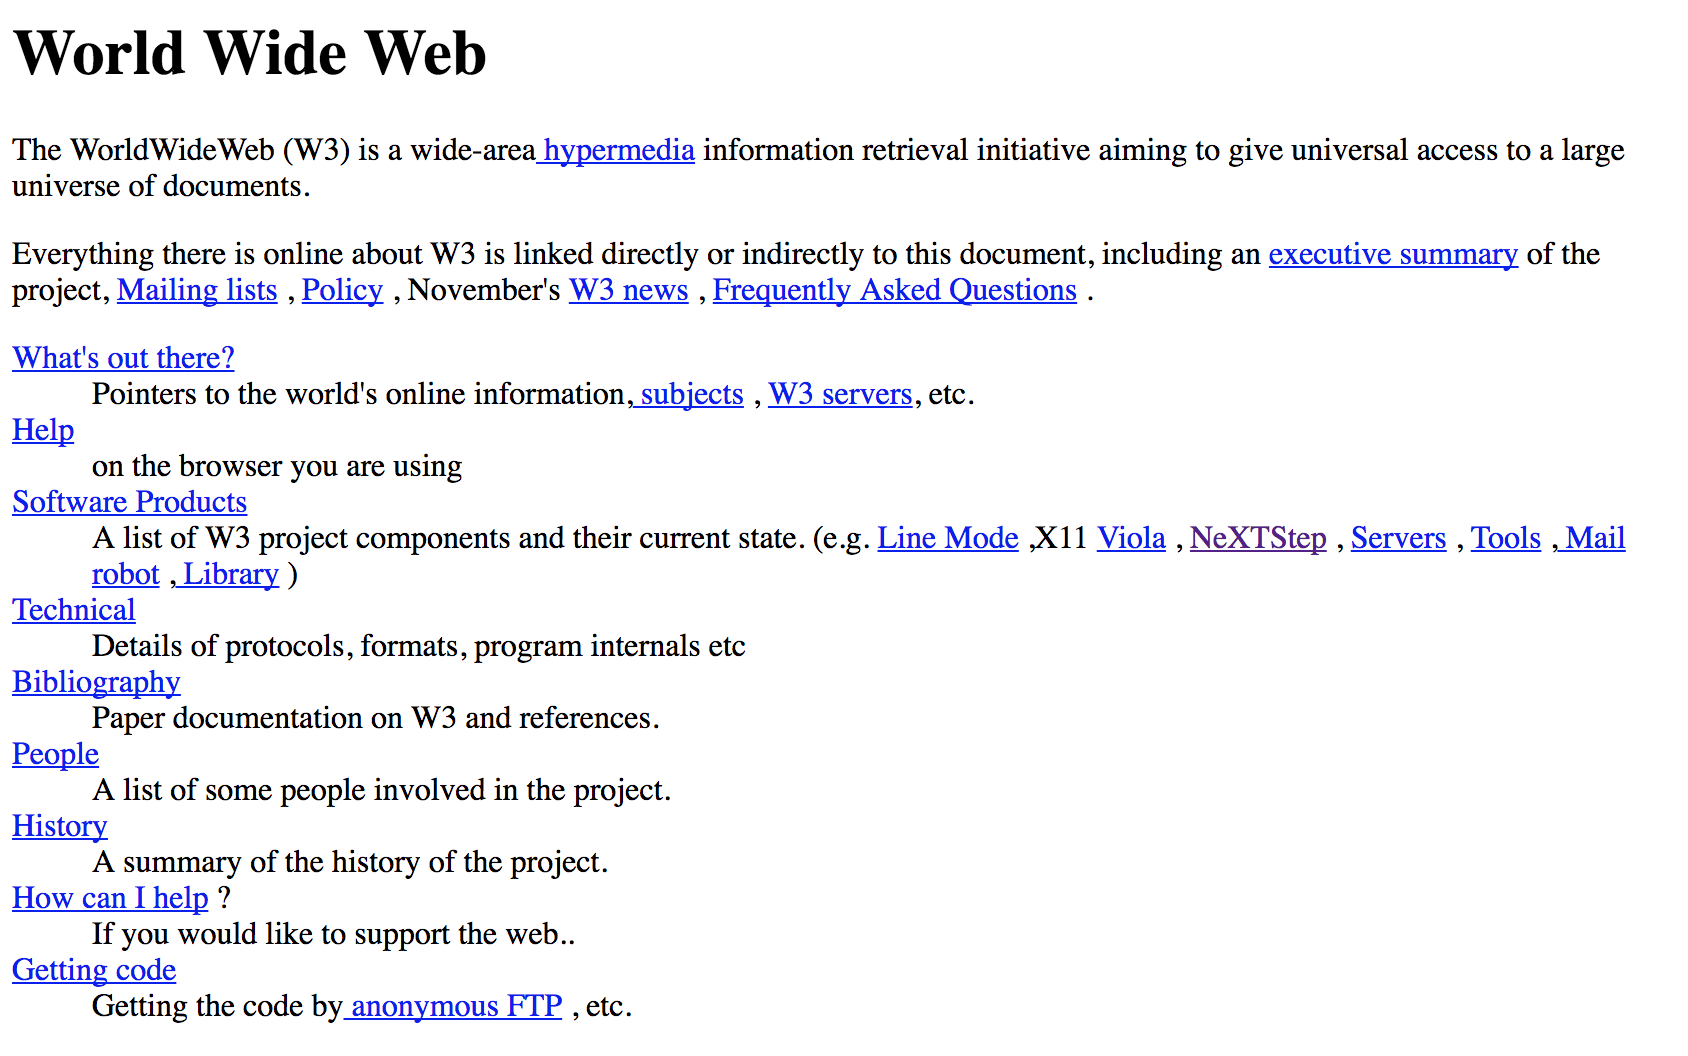 World Wide Web
The WorldWideWeb (W3) is a wide-area hypermedia information retrieval initiative aiming to give universal access to a large
universe of documents.
Everything there is online about W3 is linked directly or indirectly to this document, including an executive summary of the
project, Mailing lists , Policy , November's W3 news , Frequently Asked Questions .
What's out there?
Pointers to the world's online information, subjects , W3 servers, etc.
Help
on the browser you are using
Software Products
A list of W3 project components and their current state. (e.g. Line Mode ,X11 Viola , NeXTStep , Servers , Tools , Mail
robot , Library )
Technical
Details of protocols, formats, program internals etc
Bibliography
Paper documentation on W3 and references.
People
A list of some people involved in the project.
History
A summary of the history of the project.
How can I help ?
If you would like to support the web..
Getting code
Getting the code by anonymous FTP , etc.